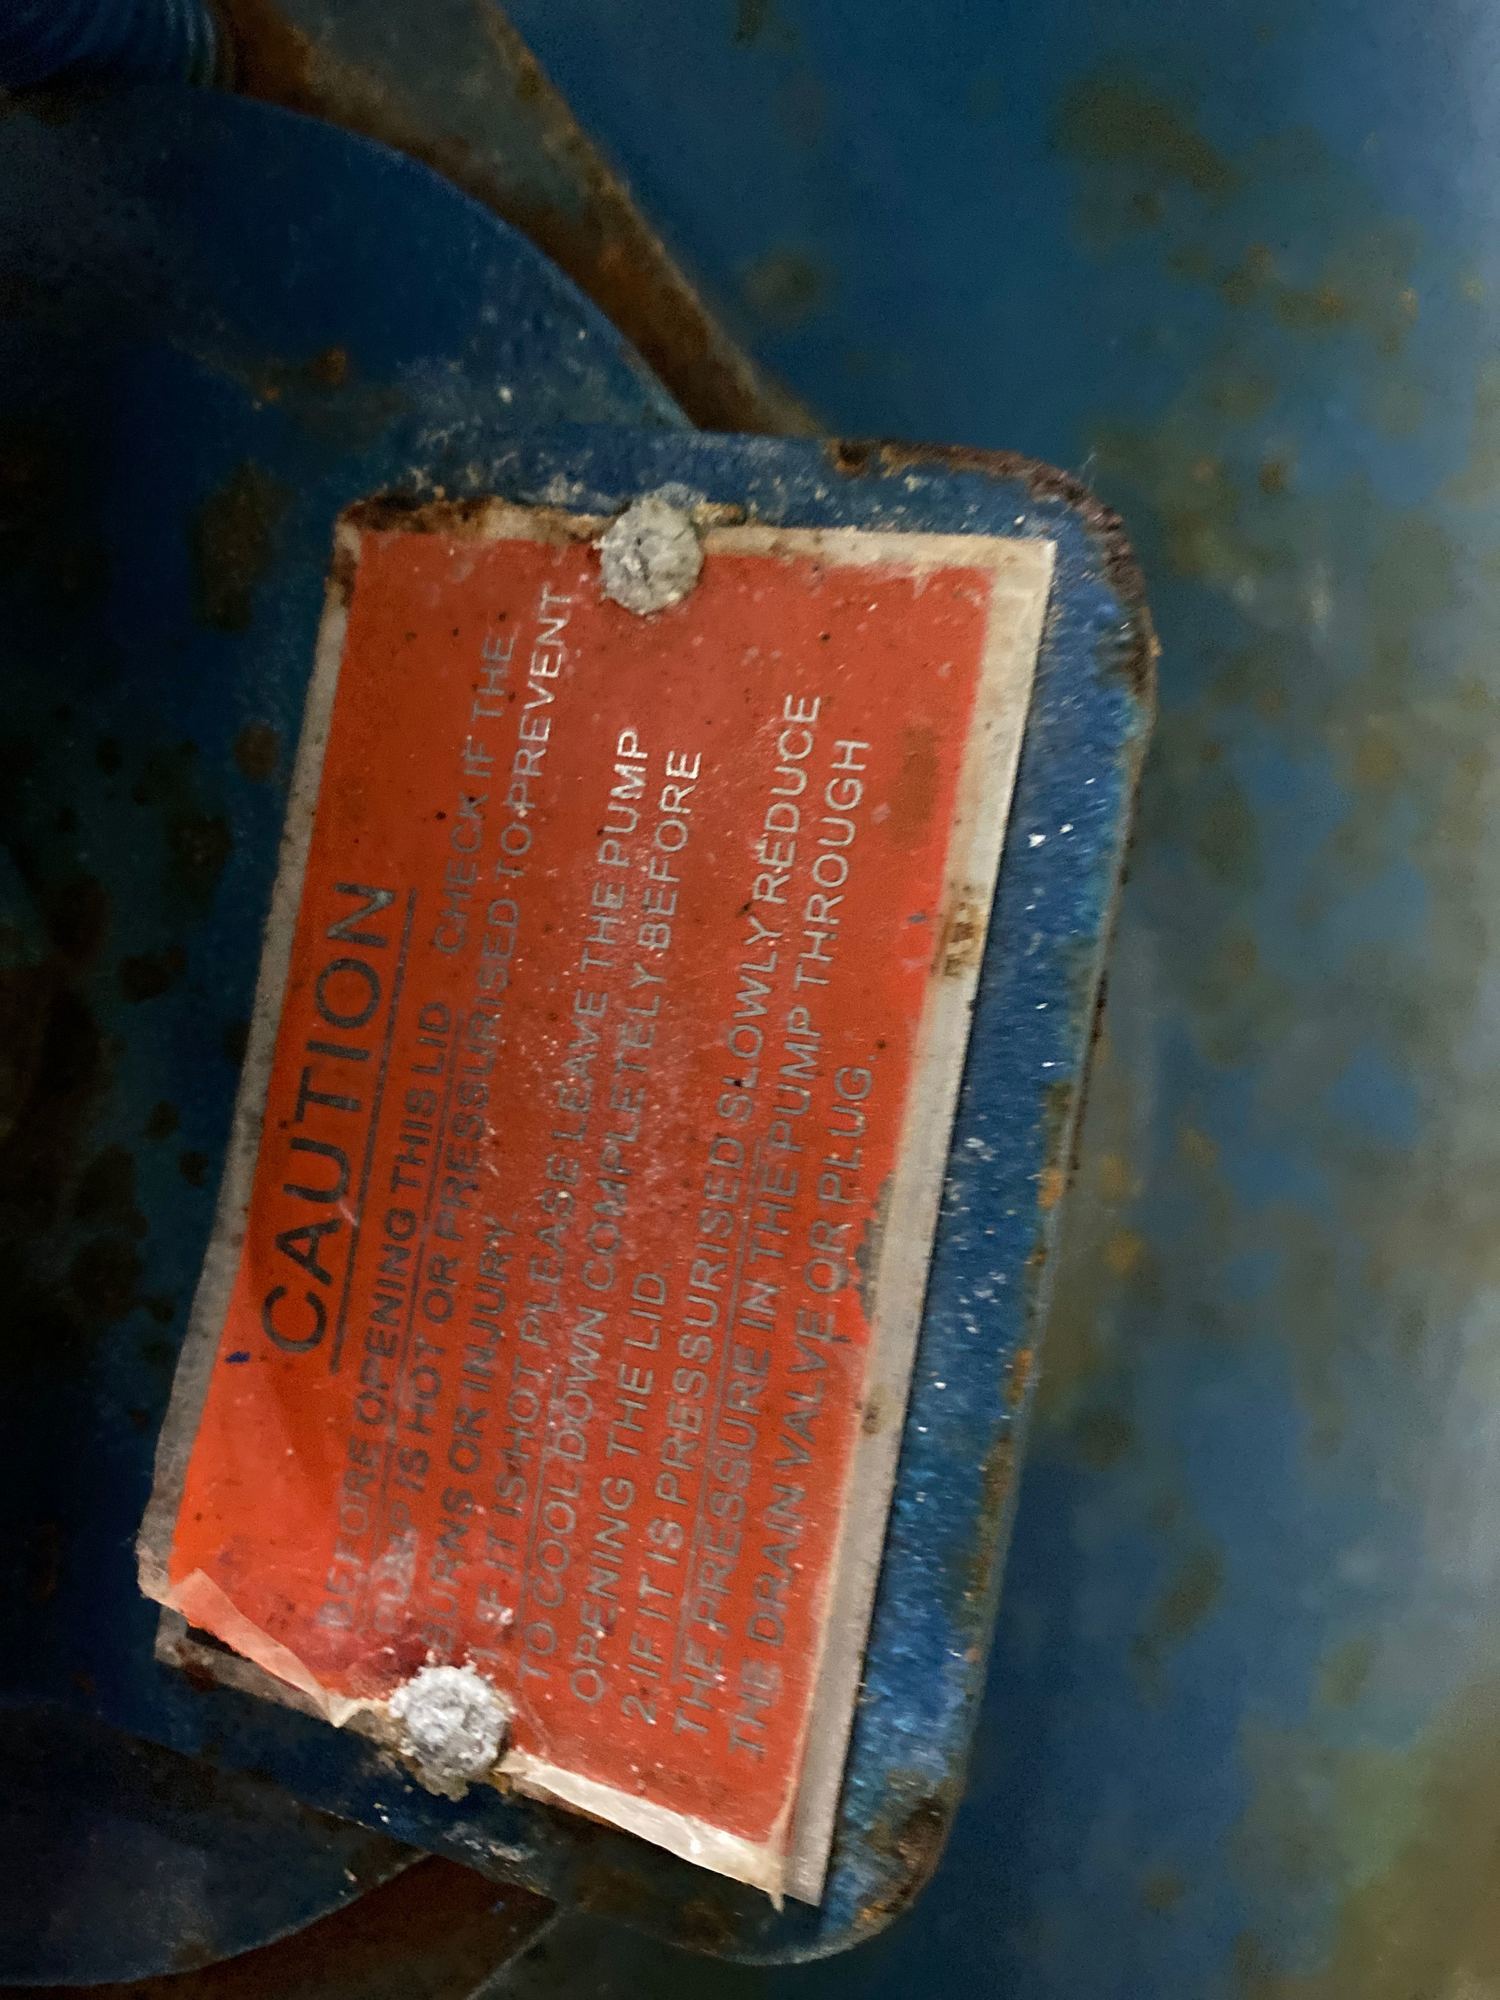 CAUTION
BEFORE OPENING THIS LID CHECK IF THE
PUMP IS HOT OR PRESSURISED TO PREVENT
BURNS OR INJURY.
1 IF IT IS HOT PLEASE LEAVE THE PUMP
TO COOL DOWN COMPLETELY BEFORE
OPENING THE LID.
2 IF IT IS PRESSURISED SLOWLY REDUCE
THE PRESSURE IN THE PUMP THROUGH
THE DRAIN VALVE OR PLUG.